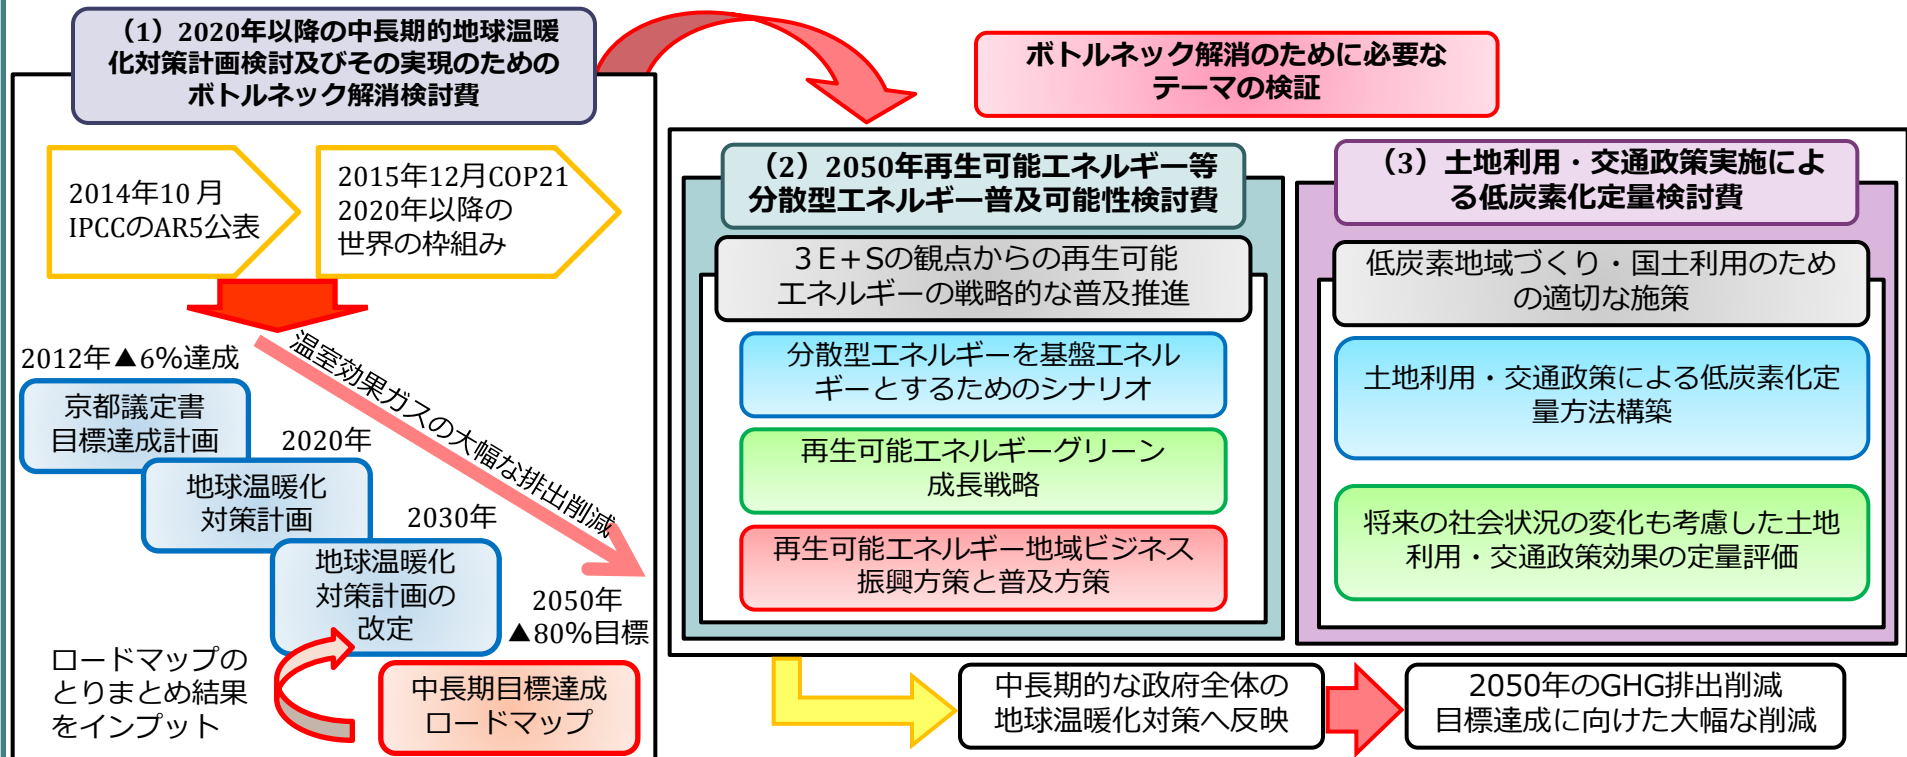 （1）2020年以降の中長期的地球温暖
化対策計画検討及びその実現のための
ボトルネック解消検討費
2014年10 月
IPCCのAR5公表
2015年12月COP21
2020年以降の
世界の枠組み
2012年▲6％達成
京都議定書
目標達成計画
2020年
地球温暖化
対策計画
2030年
地球温暖化
対策計画の
改定
温室効果ガスの大幅な排出削減
2050年
▲80％目標
ロードマップの
とりまとめ結果
をインプット
中長期目標達成
ロードマップ
ボトルネック解消のために必要な
テーマの検証
（2）2050年再生可能エネルギー等
分散型エネルギー普及可能性検討費
３E＋Sの観点からの再生可能
エネルギーの戦略的な普及推進
分散型エネルギーを基盤エネル
ギーとするためのシナリオ
再生可能エネルギーグリーン
成長戦略
再生可能エネルギー地域ビジネス
振興方策と普及方策
（3）土地利用・交通政策実施によ
る低炭素化定量検討費
低炭素地域づくり・国土利用のため
の適切な施策
土地利用・交通政策による低炭素化定
量方法構築
将来の社会状況の変化も考慮した土地
利用・交通政策効果の定量評価
中長期的な政府全体の
地球温暖化対策へ反映
2050年のGHG排出削減
目標達成に向けた大幅な削減